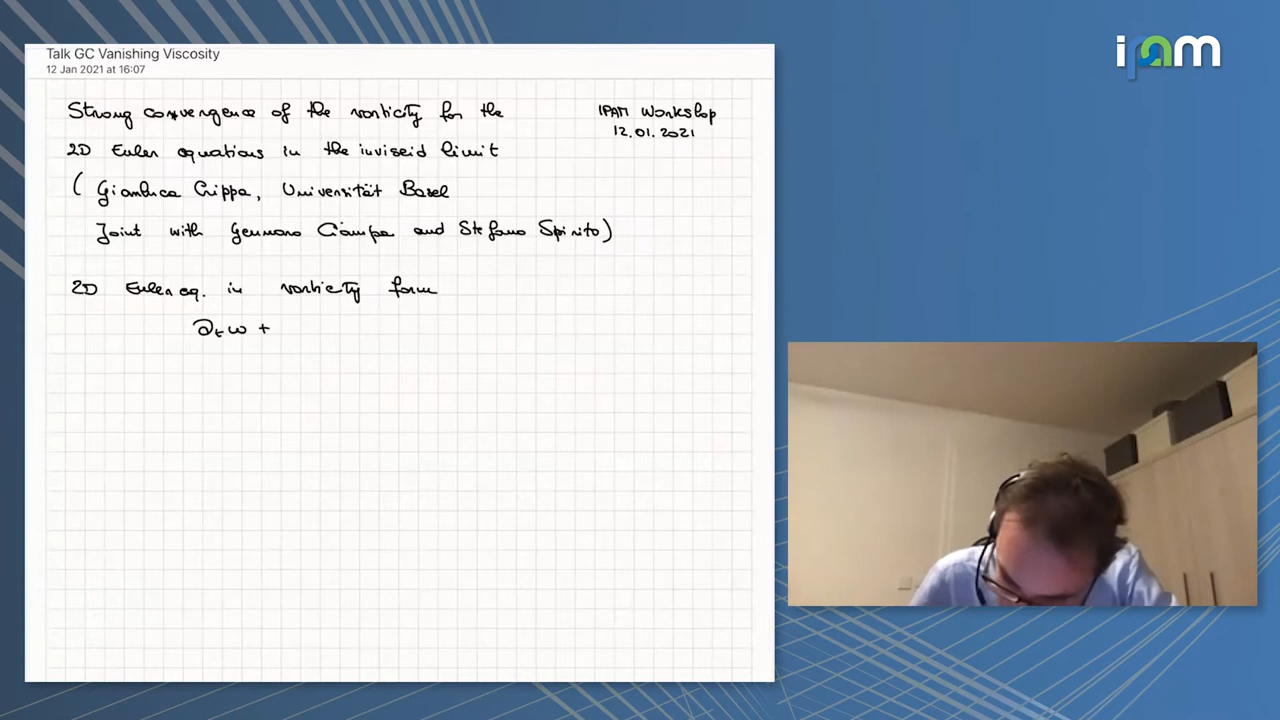 ipam
Talk GC Vanishing Viscosity
12 Jan 2021 at 16:07
Strong convergence of the vorticity for the
IPAM Workshop
12.01.2021
2D Euler equations in the inviscid limit
(Gianluca Crippa, Universität Basel
Joint with Gennaro Ciampa and Stefano Spirito)
2D Euler eq. in vorticity form
∂ₜω +